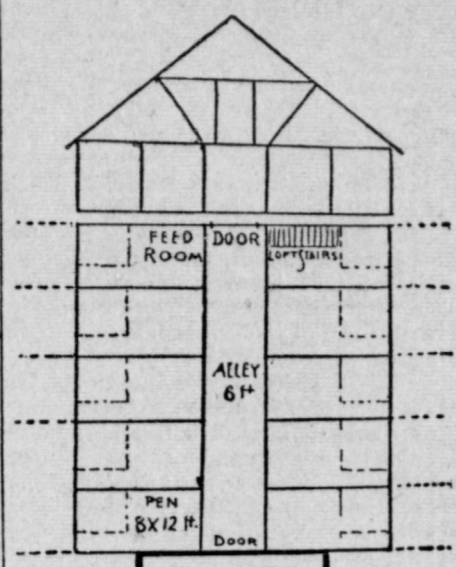 FEED
ROOM
DOOR
LOFT STAIRS
ALLEY
6 ft
PEN
8X12 ft.
DOOR